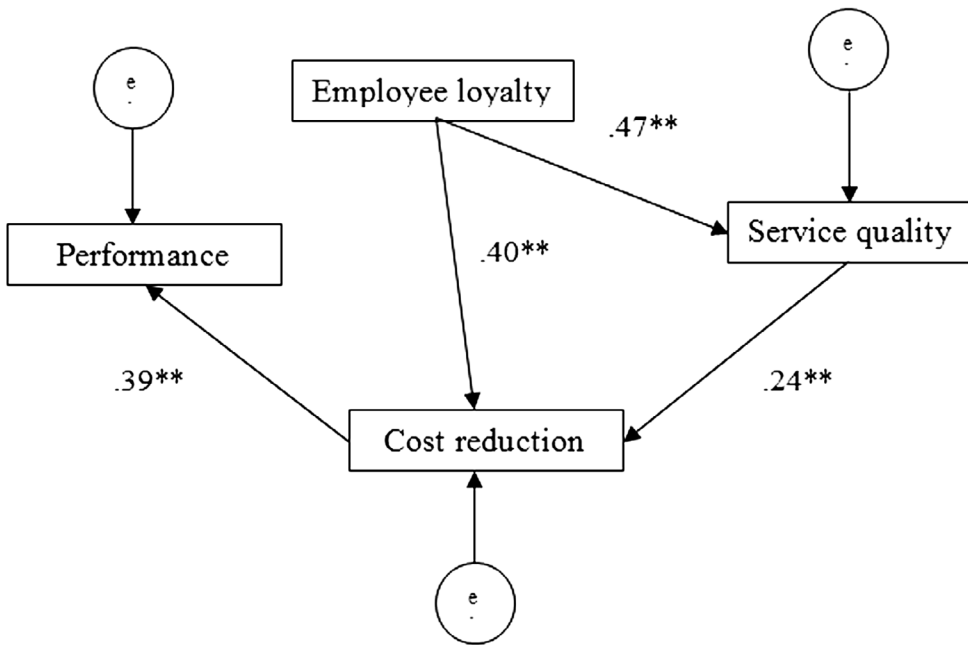 e
e
Employee loyalty
.47**
Service quality
.40**
Performance
.39**
.24**
Cost reduction
e